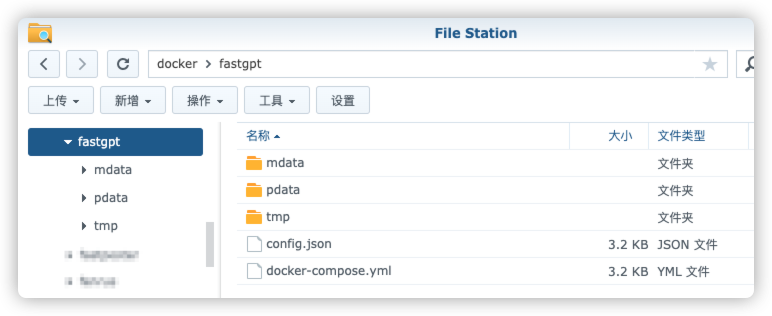 File Station
docker > fastgpt
上传 新增 操作 工具 设置
fastgpt
mdata
pdata
tmp
名称 大小 文件类型
mdata 文件夹
pdata 文件夹
tmp 文件夹
config.json 3.2 KB JSON 文件
docker-compose.yml 3.2 KB YML 文件